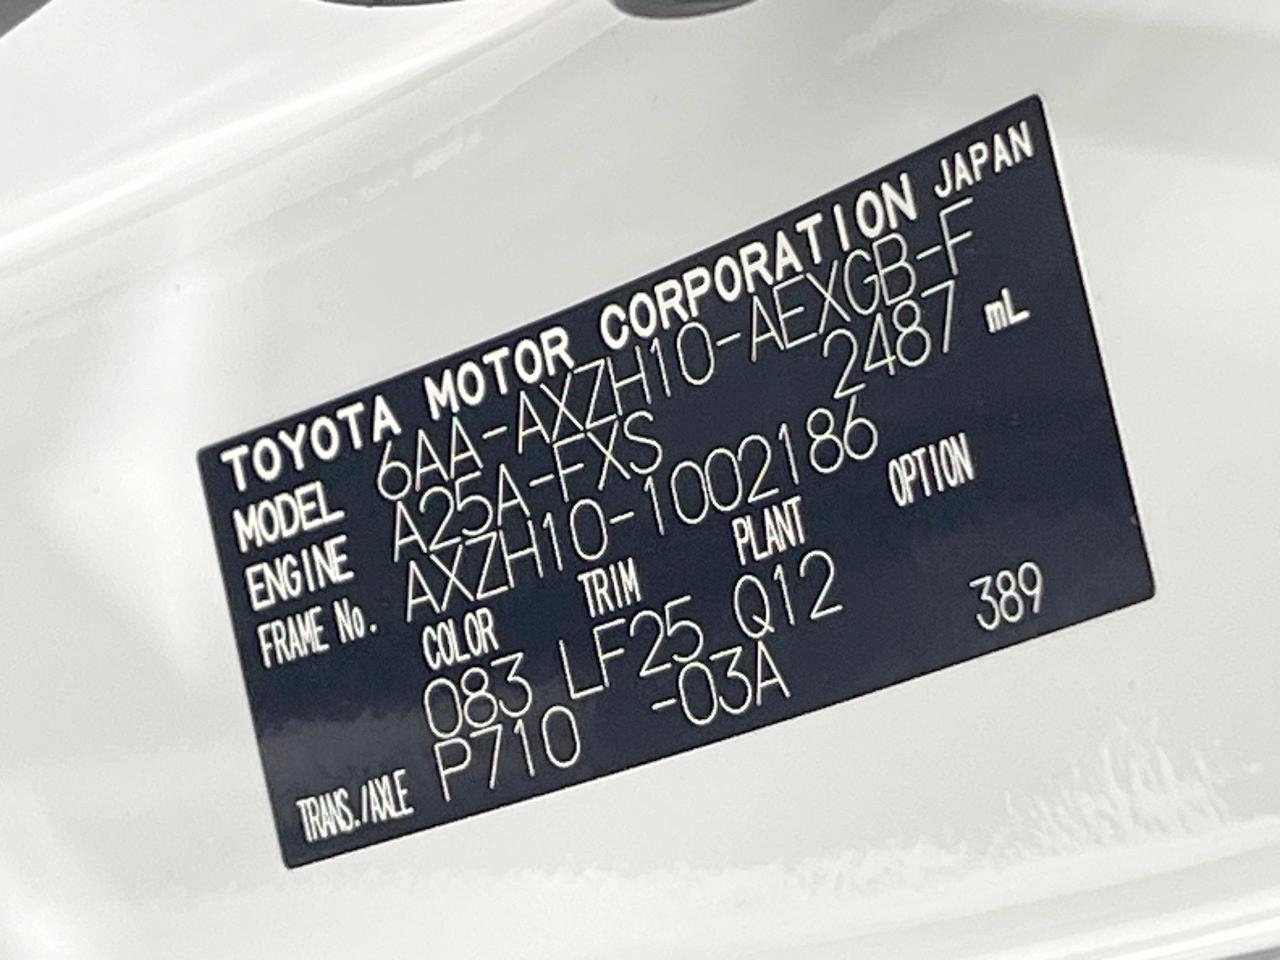 TOYOTA MOTOR CORPORATION JAPAN
MODEL 6AA-AXZH10-AEXGB-F
ENGINE A25A-FXS 2487 mL
FRAME No. AXZH10-1002186
COLOR TRIM PLANT OPTION
083 LF25 Q12 389
TRANS./AXLE P710 -03A